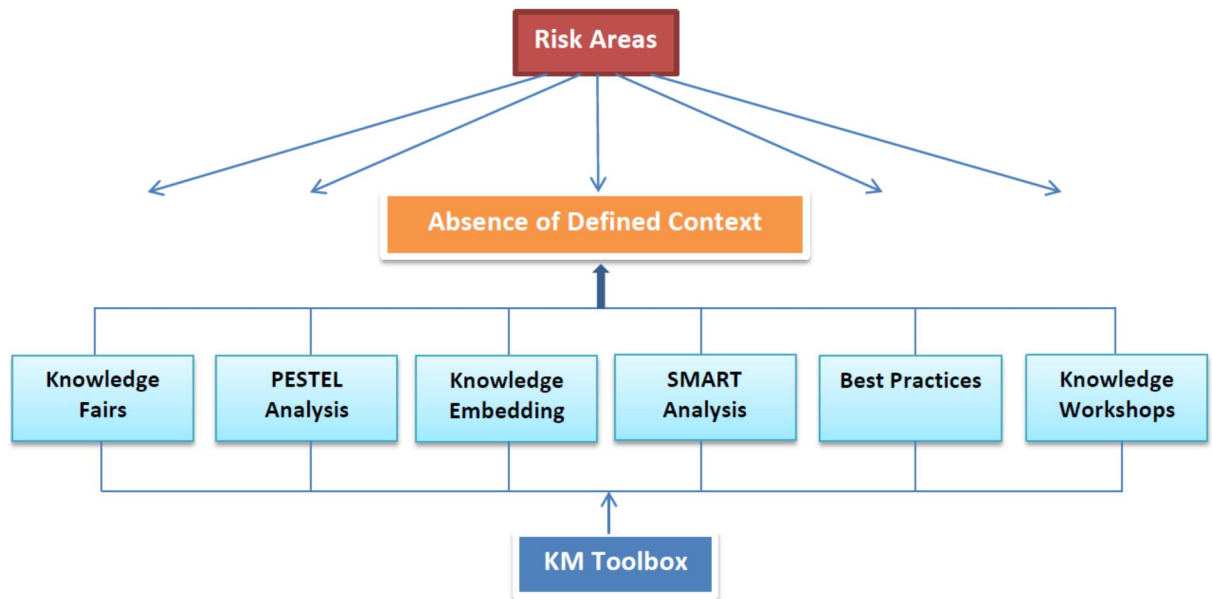 Risk Areas
Absence of Defined Context
Knowledge
Fairs
PESTEL
Analysis
Knowledge
Embedding
SMART
Analysis
Best Practices
Knowledge
Workshops
KM Toolbox